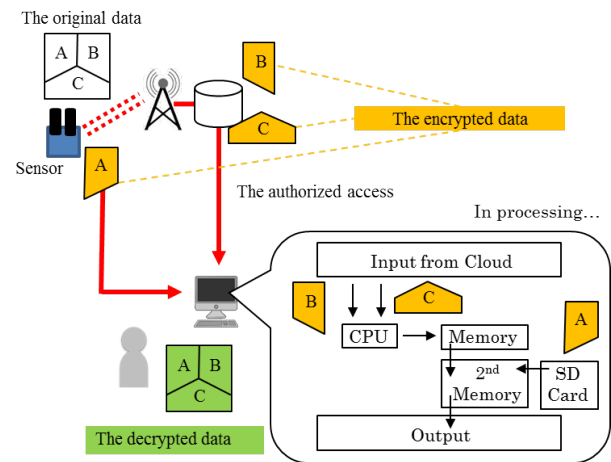 The original data
A
B
C
B
C
The encrypted data
Sensor
A
The authorized access
In processing…
Input from Cloud
B
C
A
CPU
Memory
2nd
Memory
SD
Card
Output
A
B
C
The decrypted data